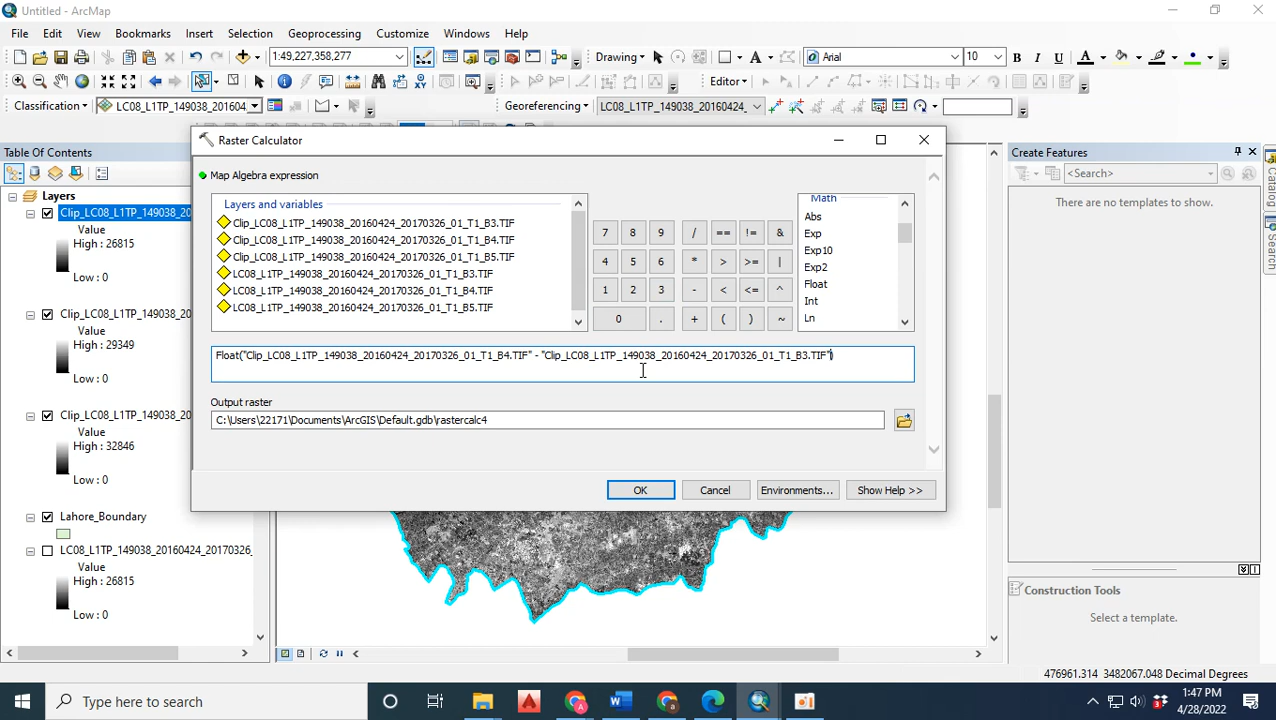 Untitled - ArcMap
File Edit View Bookmarks Insert Selection Geoprocessing Customize Windows Help
1:49,227,358,277
Drawing
Arial
10
B I U A
Editor
Classification
LC08_L1TP_149038_201604
Georeferencing
LC08_L1TP_149038_20160424_
Raster Calculator
Table Of Contents
Layers
Clip_LC08_L1TP_149038_20
Value
High : 26815
Low : 0
Clip_LC08_L1TP_149038_20
Value
High : 29349
Low : 0
Clip_LC08_L1TP_149038_20
Value
High : 32846
Low : 0
Lahore_Boundary
LC08_L1TP_149038_20160424_20170326_
Value
High : 26815
Low : 0
Map Algebra expression
Layers and variables
Clip_LC08_L1TP_149038_20160424_20170326_01_T1_B3.TIF
Clip_LC08_L1TP_149038_20160424_20170326_01_T1_B4.TIF
Clip_LC08_L1TP_149038_20160424_20170326_01_T1_B5.TIF
LC08_L1TP_149038_20160424_20170326_01_T1_B3.TIF
LC08_L1TP_149038_20160424_20170326_01_T1_B4.TIF
LC08_L1TP_149038_20160424_20170326_01_T1_B5.TIF
7 8 9 / == != &
4 5 6 * > >= |
1 2 3 - < <= ^
0 . + ( ) ~
Math
Abs
Exp
Exp10
Exp2
Float
Int
Ln
Float("Clip_LC08_L1TP_149038_20160424_20170326_01_T1_B4.TIF" - "Clip_LC08_L1TP_149038_20160424_20170326_01_T1_B3.TIF")
Output raster
C:\Users\22171\Documents\ArcGIS\Default.gdb\rastercalc4
OK
Cancel
Environments...
Show Help >>
Create Features
<Search>
There are no templates to show.
Catalog
Search
Construction Tools
Select a template.
476961.314 3482067.048 Decimal Degrees
Type here to search
1:47 PM
4/28/2022